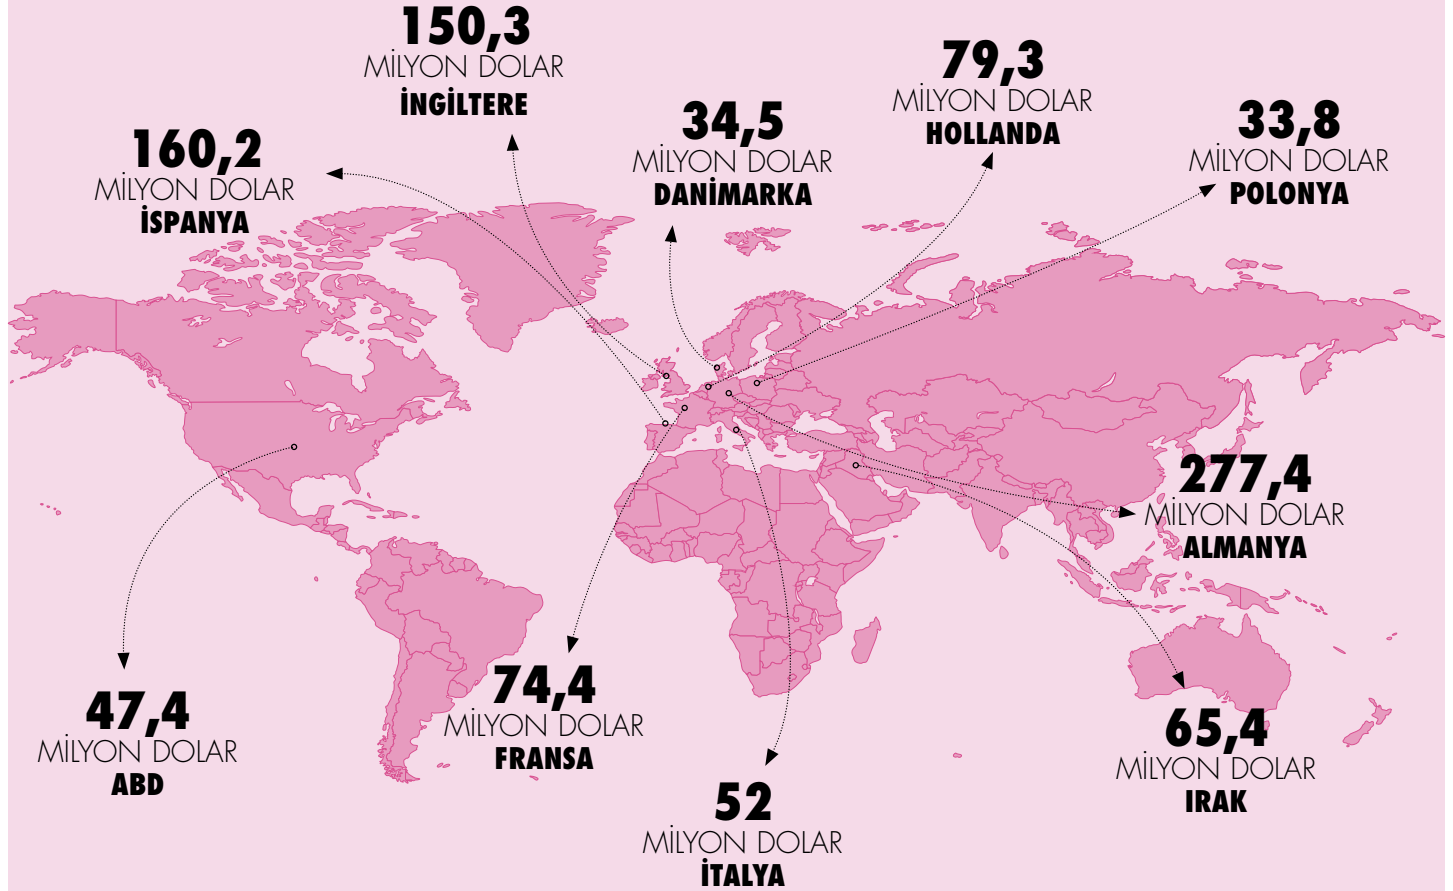 150,3
MİLYON DOLAR
İNGİLTERE
79,3
MİLYON DOLAR
HOLLANDA
34,5
MİLYON DOLAR
DANİMARKA
33,8
MİLYON DOLAR
POLONYA
160,2
MİLYON DOLAR
İSPANYA
277,4
MİLYON DOLAR
ALMANYA
47,4
MİLYON DOLAR
ABD
74,4
MİLYON DOLAR
FRANSA
65,4
MİLYON DOLAR
IRAK
52
MİLYON DOLAR
İTALYA